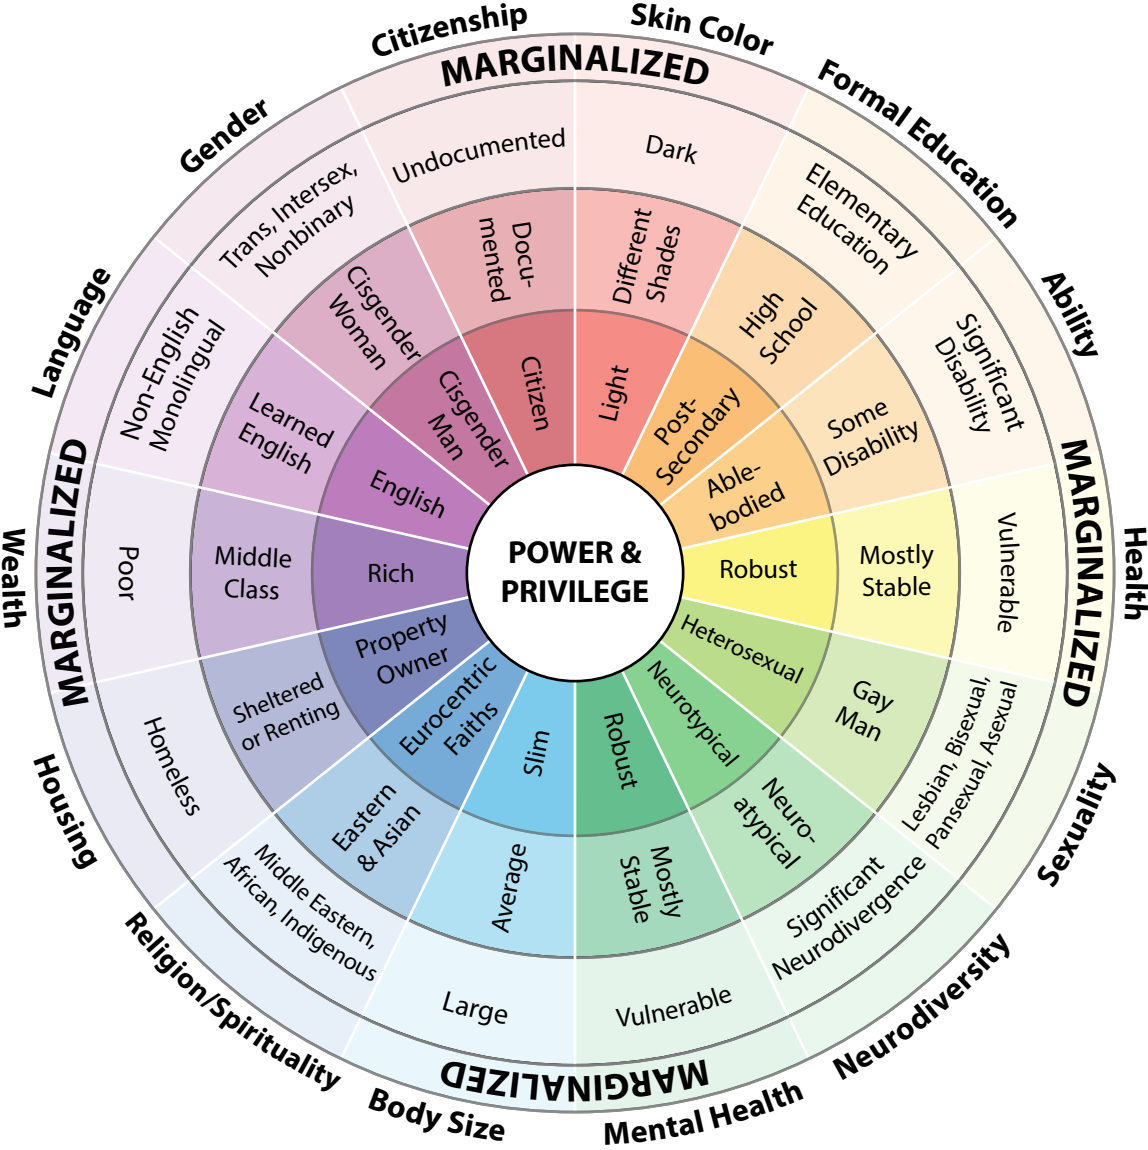 Citizenship
Skin Color
Formal Education
Ability
Health
Sexuality
Neurodiversity
Mental Health
Body Size
Religion/Spirituality
Housing
Wealth
Language
Gender
MARGINALIZED
MARGINALIZED
MARGINALIZED
MARGINALIZED
Undocumented
Docu-
mented
Citizen
Dark
Different
Shades
Light
Elementary
Education
High
School
Post-
Secondary
Significant
Disability
Some
Disability
Able-
bodied
Vulnerable
Mostly
Stable
Robust
Lesbian, Bisexual,
Pansexual, Asexual
Gay
Man
Heterosexual
Significant
Neurodivergence
Neuro-
atypical
Neurotypical
Vulnerable
Mostly
Stable
Robust
Large
Average
Slim
Middle Eastern,
African, Indigenous
Eastern
& Asian
Eurocentric
Faiths
Homeless
Sheltered
or Renting
Property
Owner
Poor
Middle
Class
Rich
Non-English
Monolingual
Learned
English
English
Trans, Intersex,
Nonbinary
Cisgender
Woman
Cisgender
Man
POWER &
PRIVILEGE